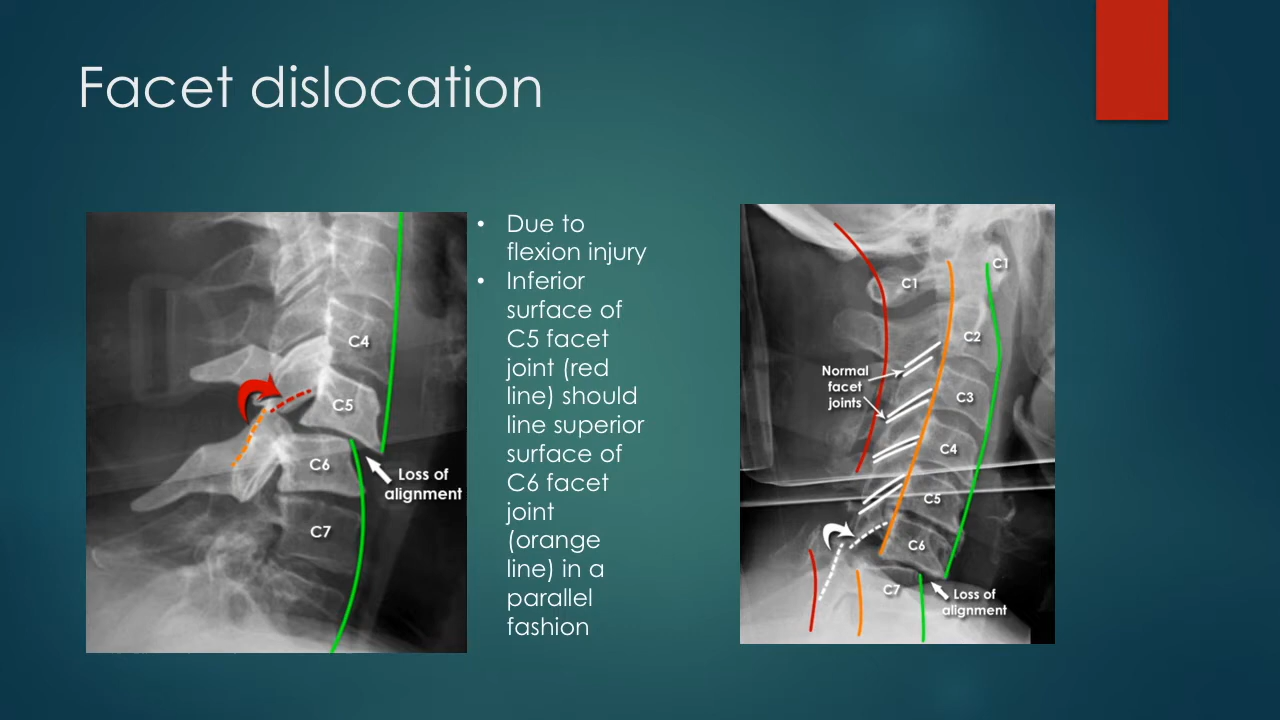 Facet dislocation
C4
C5
C6
C7
Loss of
alignment
• Due to
flexion injury
• Inferior
surface of
C5 facet
joint (red
line) should
line superior
surface of
C6 facet
joint
(orange
line) in a
parallel
fashion
C1
C1
C2
Normal
facet
joints
C3
C4
C5
C6
C7
Loss of
alignment